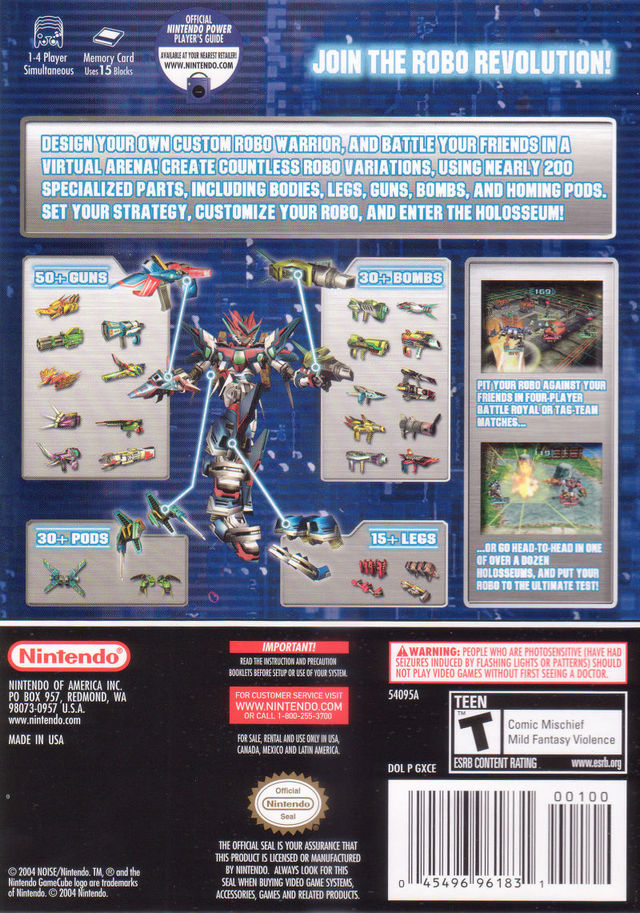 1-4 Player
Simultaneous
Memory Card
Uses 15 Blocks
OFFICIAL
NINTENDO POWER
PLAYER'S GUIDE
AVAILABLE AT YOUR NEAREST RETAILER!
WWW.NINTENDO.COM
JOIN THE ROBO REVOLUTION!
DESIGN YOUR OWN CUSTOM ROBO WARRIOR, AND BATTLE YOUR FRIENDS IN A
VIRTUAL ARENA! CREATE COUNTLESS ROBO VARIATIONS, USING NEARLY 200
SPECIALIZED PARTS, INCLUDING BODIES, LEGS, GUNS, BOMBS, AND HOMING PODS.
SET YOUR STRATEGY, CUSTOMIZE YOUR ROBO, AND ENTER THE HOLOSSEUM!
50+ GUNS
30+ BOMBS
169
PIT YOUR ROBO AGAINST YOUR
FRIENDS IN FOUR-PLAYER
BATTLE ROYAL OR TAG-TEAM
MATCHES...
30+ PODS
15+ LEGS
...OR GO HEAD-TO-HEAD IN ONE
OF OVER A DOZEN
HOLOSSEUMS, AND PUT YOUR
ROBO TO THE ULTIMATE TEST!
Nintendo®
NINTENDO OF AMERICA INC.
PO BOX 957, REDMOND, WA
98073-0957 U.S.A.
www.nintendo.com
MADE IN USA
IMPORTANT!
READ THE INSTRUCTION AND PRECAUTION
BOOKLETS BEFORE SETUP OR USE OF YOUR SYSTEM.
FOR CUSTOMER SERVICE VISIT
WWW.NINTENDO.COM
OR CALL 1-800-255-3700
FOR SALE, RENTAL AND USE ONLY IN USA,
CANADA, MEXICO AND LATIN AMERICA.
Official
Nintendo
Seal
THE OFFICIAL SEAL IS YOUR ASSURANCE THAT
THIS PRODUCT IS LICENSED OR MANUFACTURED
BY NINTENDO. ALWAYS LOOK FOR THIS
SEAL WHEN BUYING VIDEO GAME SYSTEMS,
ACCESSORIES, GAMES AND RELATED PRODUCTS.
WARNING: PEOPLE WHO ARE PHOTOSENSITIVE (HAVE HAD
SEIZURES INDUCED BY FLASHING LIGHTS OR PATTERNS) SHOULD
NOT PLAY VIDEO GAMES WITHOUT FIRST SEEING A DOCTOR.
54095A
TEEN
T
TM
Comic Mischief
Mild Fantasy Violence
ESRB CONTENT RATING
www.esrb.org
DOL P GXCE
00100
0 45496 96183 1
© 2004 NOISE/Nintendo. TM, ® and the
Nintendo GameCube logo are trademarks
of Nintendo. © 2004 Nintendo.